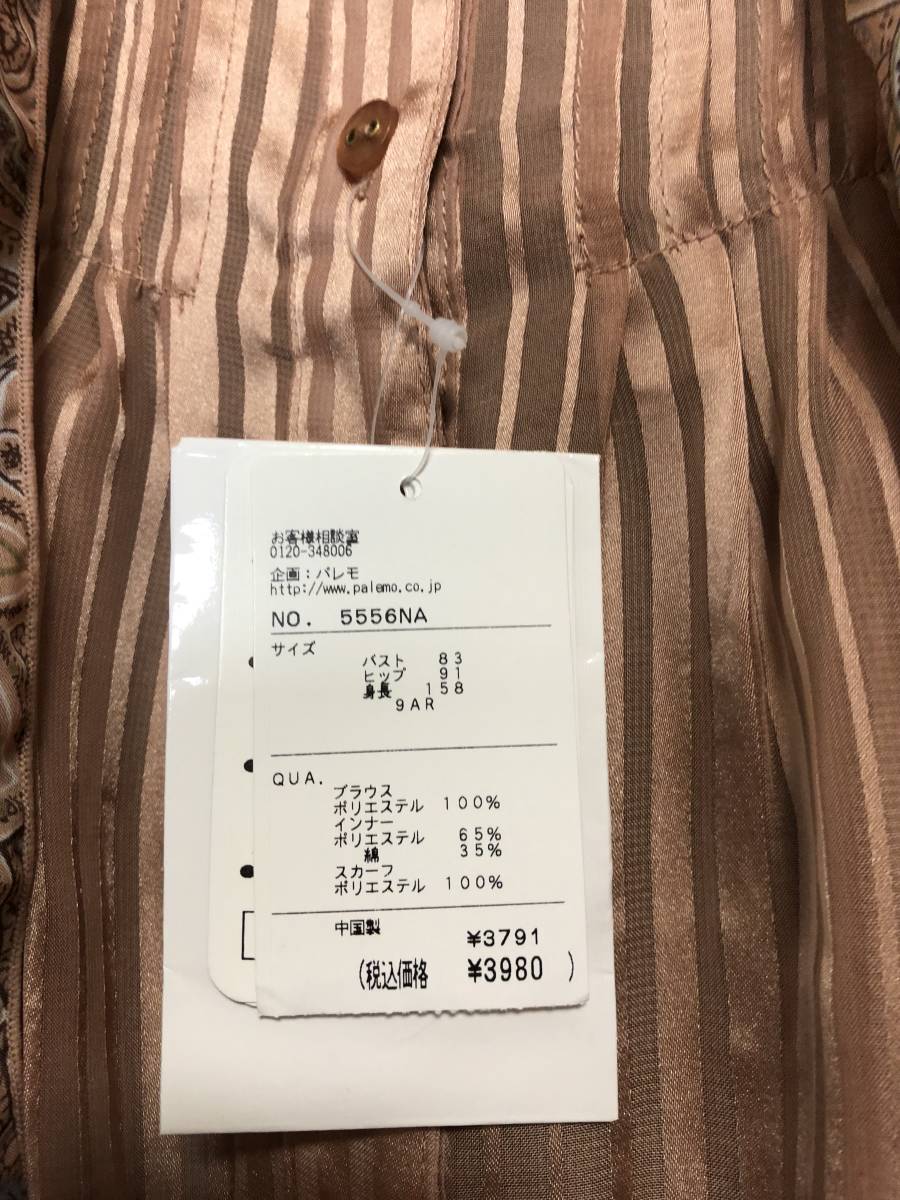 お客様相談室
0120-348006
企画：パレモ
http://www.palemo.co.jp
NO. 5556NA
サイズ
バスト 83
ヒップ 91
身長 158
9AR
QUA.
ブラウス
ポリエステル 100%
インナー
ポリエステル 65%
綿 35%
スカーフ
ポリエステル 100%
中国製
¥3791
(税込価格 ¥3980 )